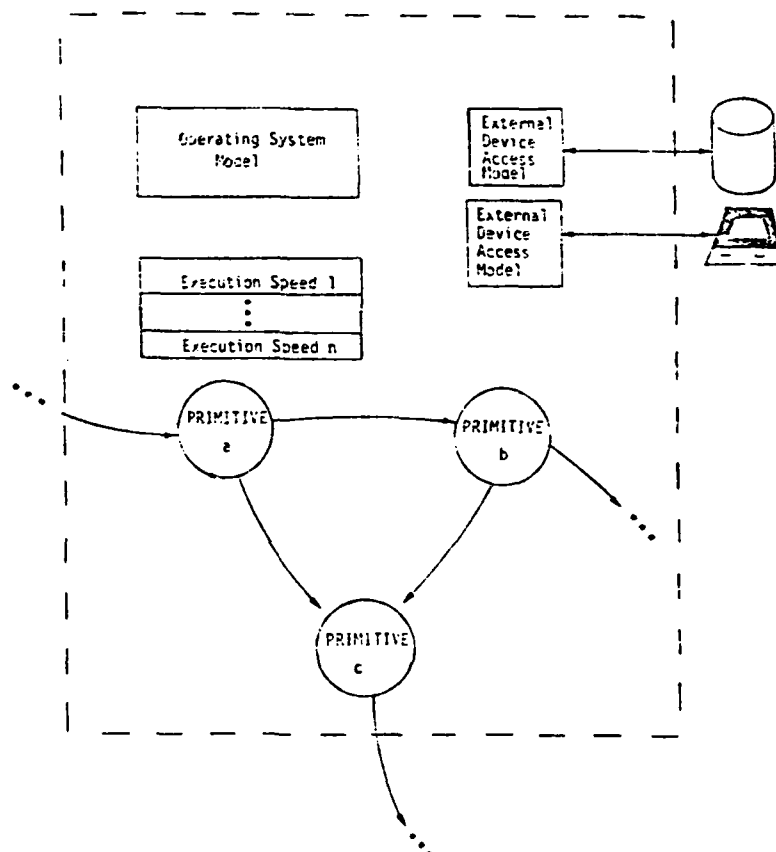 Operating System
Model
External
Device
Access
Model
External
Device
Access
Model
Execution Speed 1
Execution Speed n
PRIMITIVE
a
PRIMITIVE
b
PRIMITIVE
c